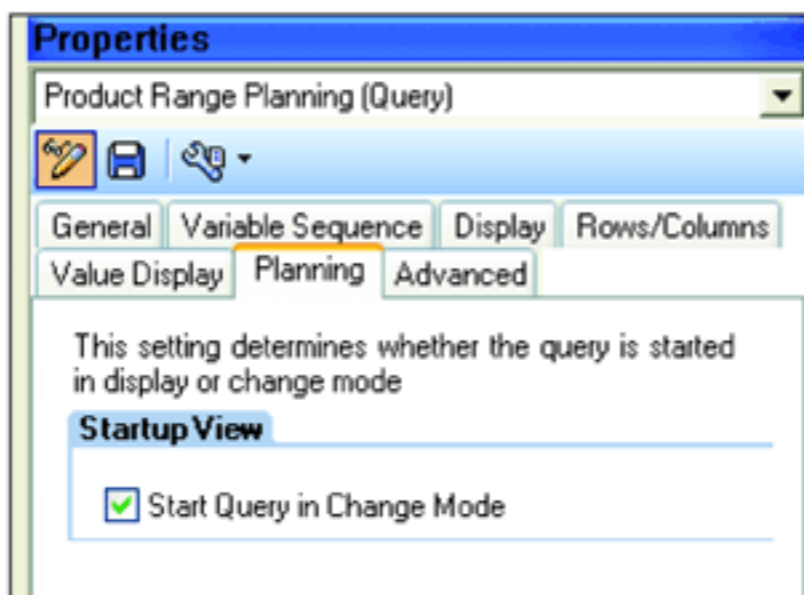 Properties
Product Range Planning (Query)
General Variable Sequence Display Rows/Columns
Value Display Planning Advanced
This setting determines whether the query is started
in display or change mode
Startup View
Start Query in Change Mode